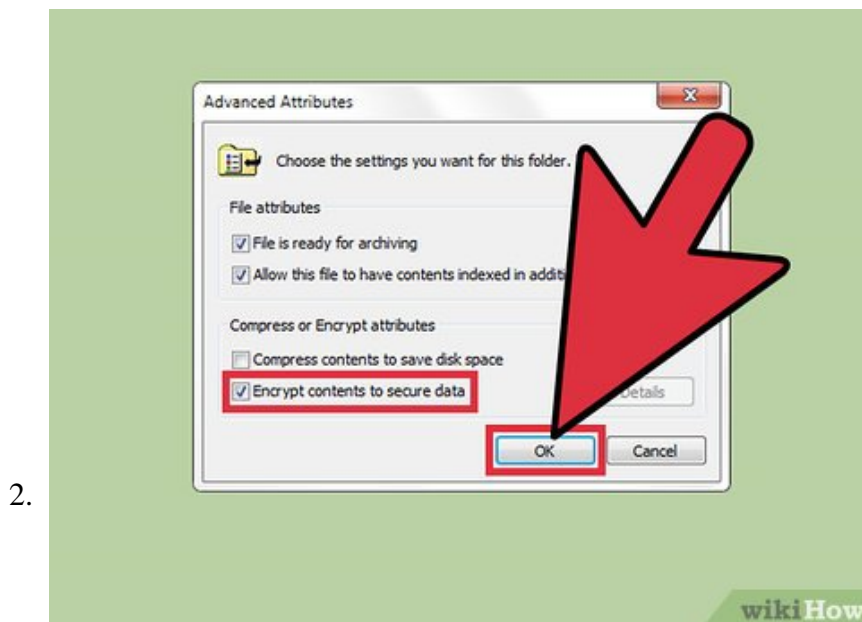 Advanced Attributes
Choose the settings you want for this folder.
File attributes
File is ready for archiving
Allow this file to have contents indexed in
Compress or Encrypt attributes
Compress contents to save disk space
Encrypt contents to secure data
Details
OK
Cancel
2.
wikiHow